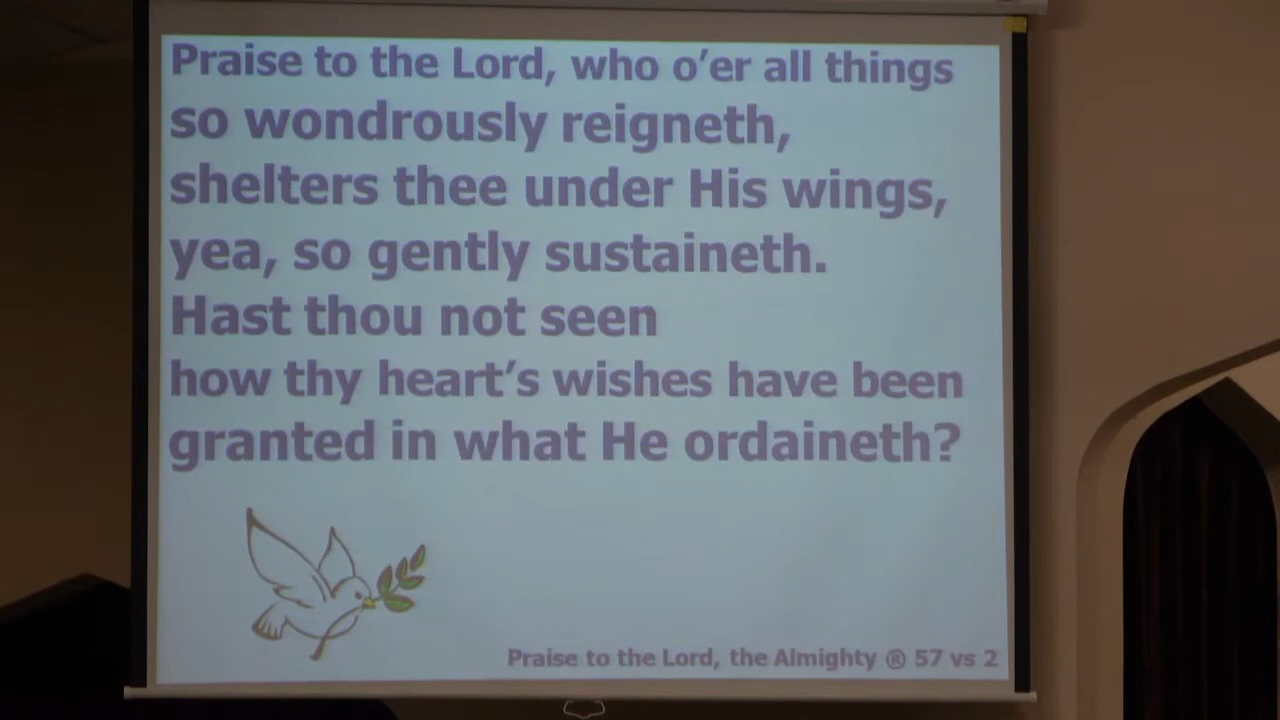 Praise to the Lord, who o’er all things
so wondrously reigneth,
shelters thee under His wings,
yea, so gently sustaineth.
Hast thou not seen
how thy heart’s wishes have been
granted in what He ordaineth?
Praise to the Lord, the Almighty ® 57 vs 2